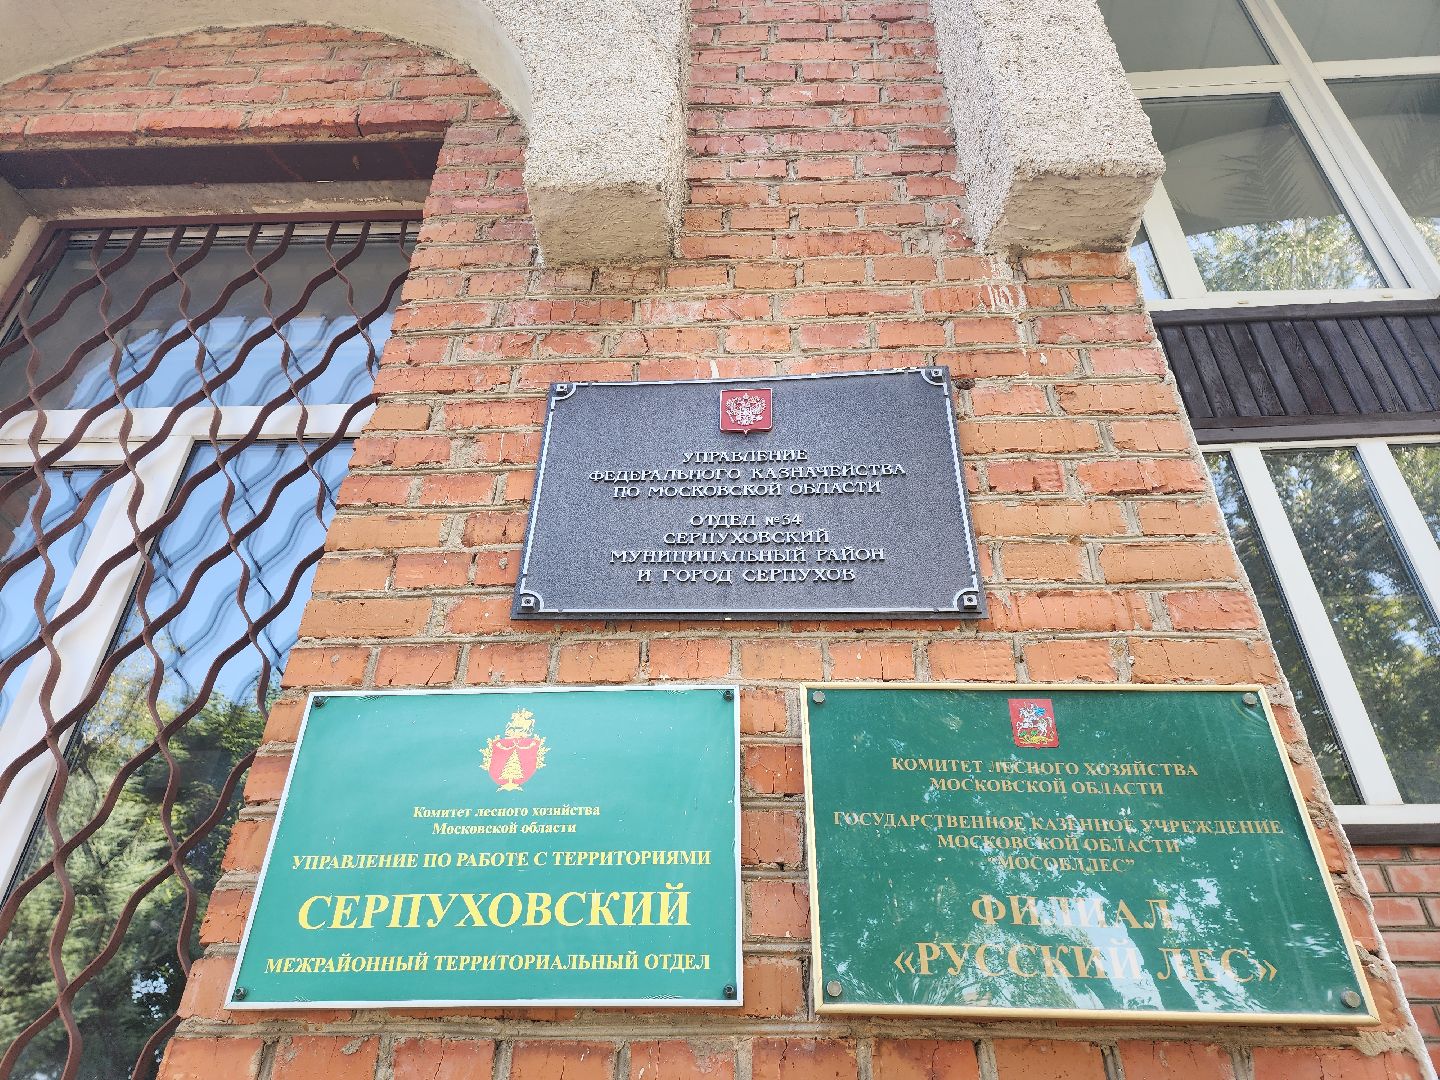 УПРАВЛЕНИЕ
ФЕДЕРАЛЬНОГО КАЗНАЧЕЙСТВА
ПО МОСКОВСКОЙ ОБЛАСТИ
ОТДЕЛ №34
СЕРПУХОВСКИЙ
МУНИЦИПАЛЬНЫЙ РАЙОН
И ГОРОД СЕРПУХОВ
Комитет лесного хозяйства
Московской области
УПРАВЛЕНИЕ ПО РАБОТЕ С ТЕРРИТОРИЯМИ
СЕРПУХОВСКИЙ
МЕЖРАЙОННЫЙ ТЕРРИТОРИАЛЬНЫЙ ОТДЕЛ
КОМИТЕТ ЛЕСНОГО ХОЗЯЙСТВА
МОСКОВСКОЙ ОБЛАСТИ
ГОСУДАРСТВЕННОЕ КАЗЕННОЕ УЧРЕЖДЕНИЕ
МОСКОВСКОЙ ОБЛАСТИ
"МОСОБЛЛЕС"
ФИЛИАЛ
«РУССКИЙ ЛЕС»